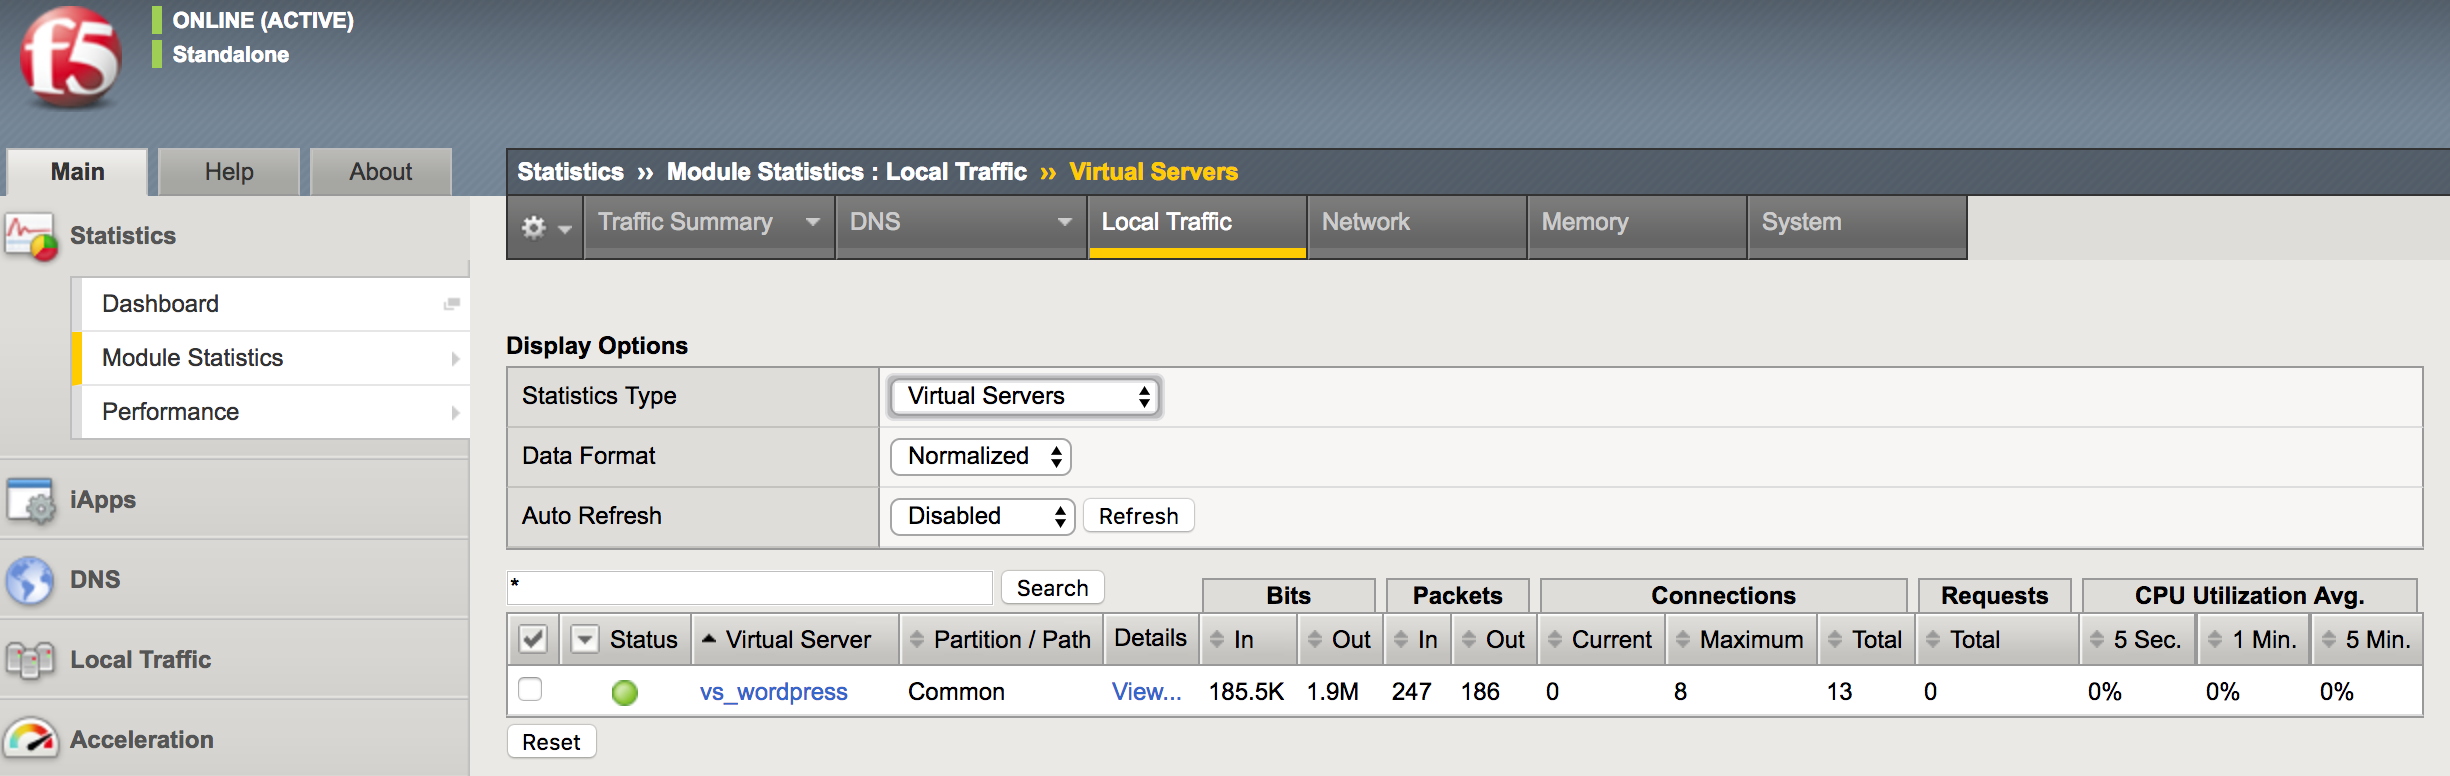 f5
ONLINE (ACTIVE)
Standalone
Main Help About
Statistics
Dashboard
Module Statistics
Performance
iApps
DNS
Local Traffic
Acceleration
Statistics ›› Module Statistics : Local Traffic ›› Virtual Servers
Traffic Summary DNS Local Traffic Network Memory System
Display Options
Statistics Type Virtual Servers
Data Format Normalized
Auto Refresh Disabled Refresh
* Search Bits Packets Connections Requests CPU Utilization Avg.
Status Virtual Server Partition / Path Details In Out In Out Current Maximum Total Total 5 Sec. 1 Min. 5 Min.
vs_wordpress Common View... 185.5K 1.9M 247 186 0 8 13 0 0% 0% 0%
Reset